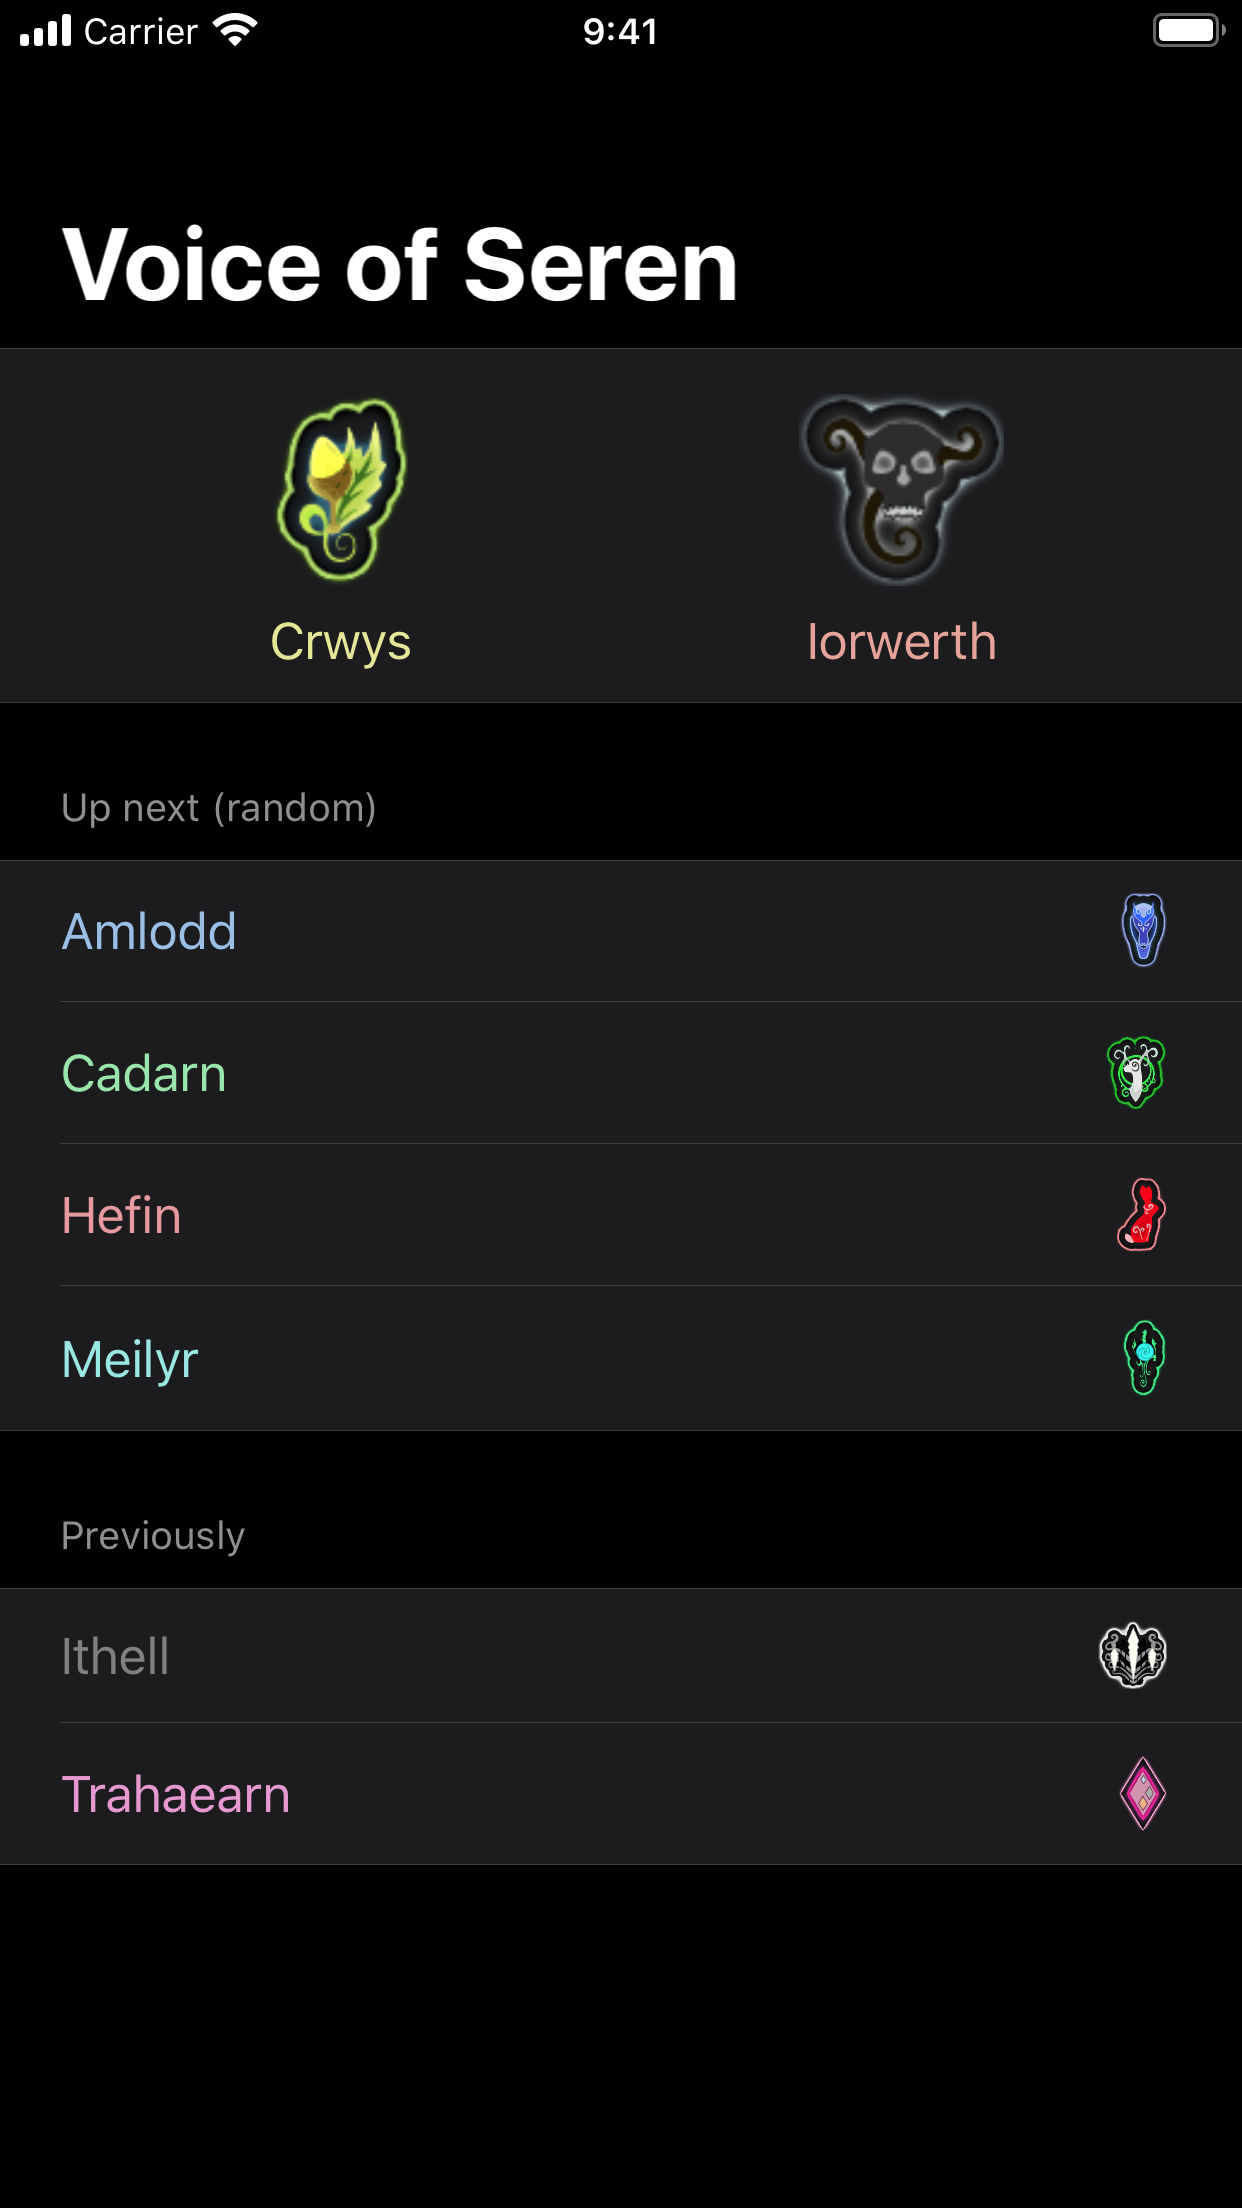 Carrier 9:41
Voice of Seren
Crwys Iorwerth
Up next (random)
Amlodd
Cadarn
Hefin
Meilyr
Previously
Ithell
Trahaearn